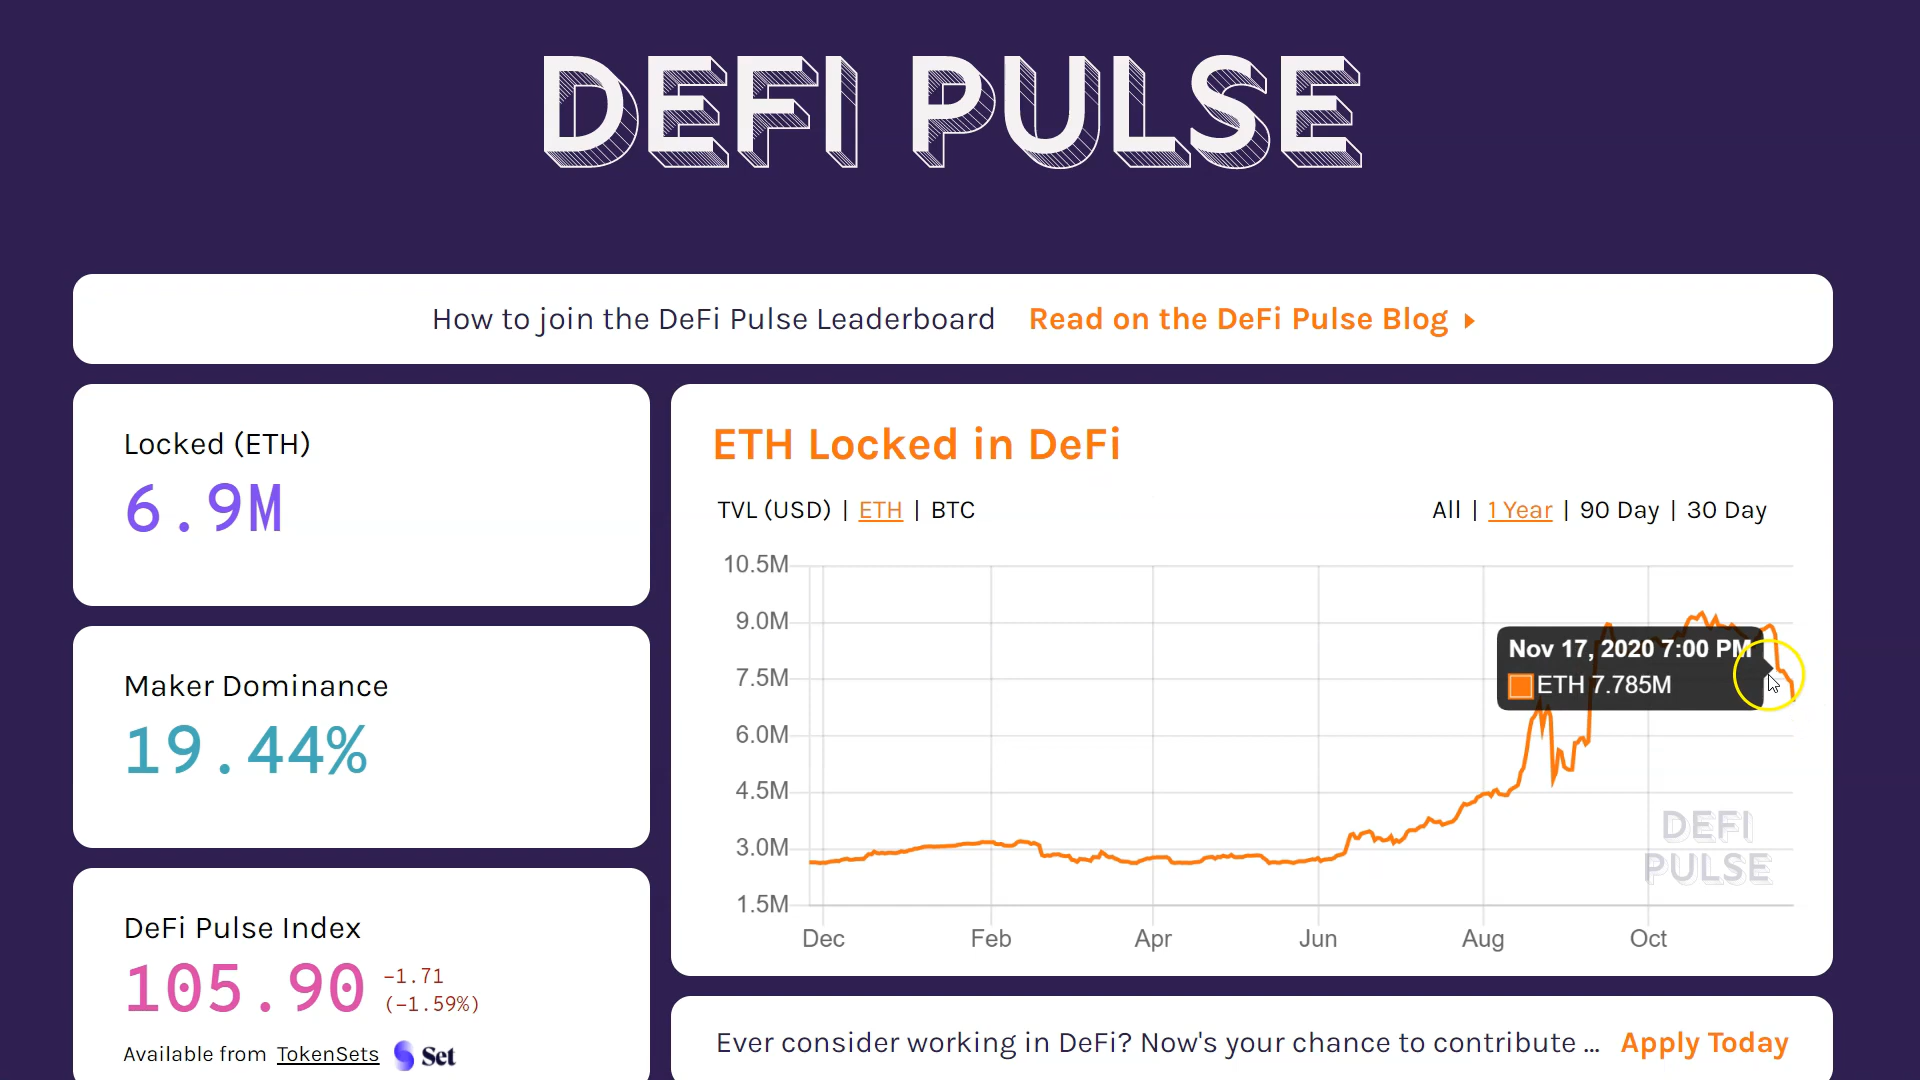 DEFI PULSE
How to join the DeFi Pulse Leaderboard Read on the DeFi Pulse Blog
Locked (ETH)
6.9M
Maker Dominance
19.44%
DeFi Pulse Index
105.90
-1.71
(-1.59%)
Available from TokenSets Set
ETH Locked in DeFi
TVL (USD) | ETH | BTC
All | 1 Year | 90 Day | 30 Day
10.5M
9.0M
7.5M
6.0M
4.5M
3.0M
1.5M
Nov 17, 2020 7:00 PM
ETH 7.785M
DEFI
PULSE
Dec Feb Apr Jun Aug Oct
Ever consider working in DeFi? Now's your chance to contribute ... Apply Today